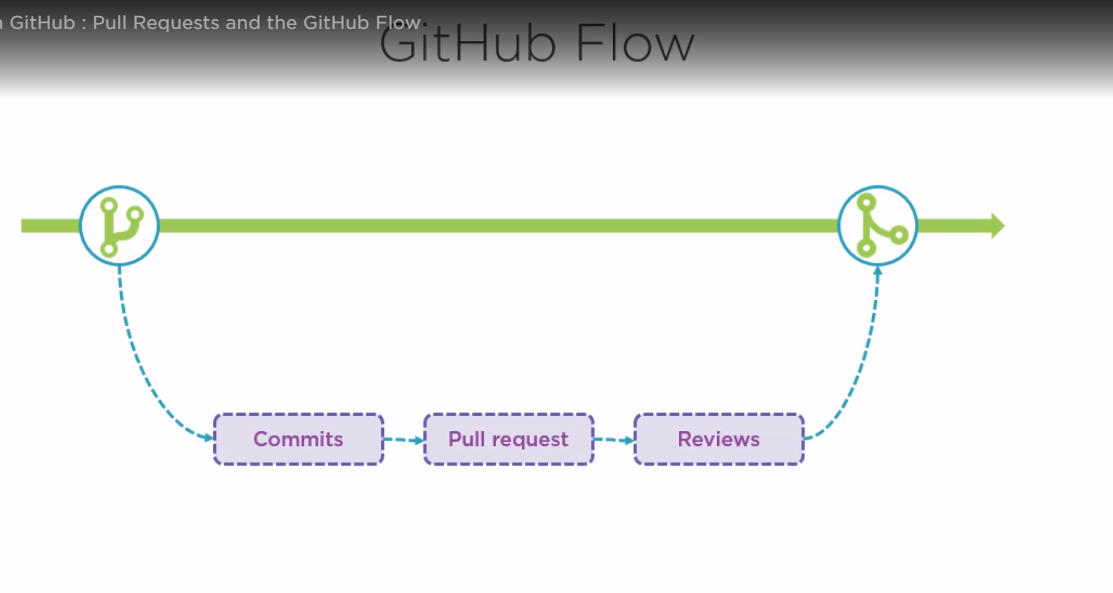 GitHub : Pull Requests and the GitHub Flow
GitHub Flow
Commits
Pull request
Reviews